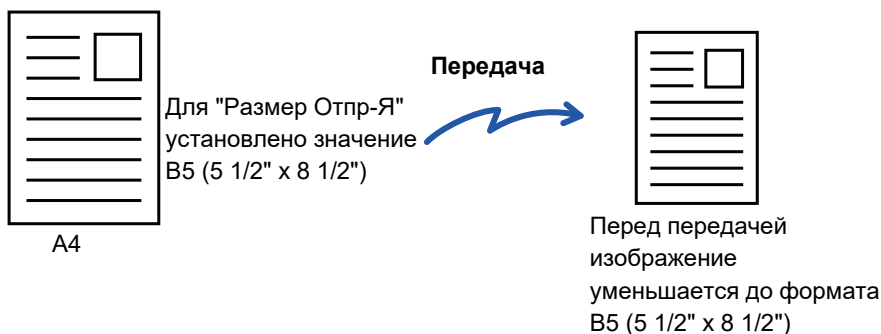 Передача
Для "Размер Отпр-Я"
установлено значение
B5 (5 1/2" x 8 1/2")
A4
Перед передачей
изображение
уменьшается до формата
B5 (5 1/2" x 8 1/2")